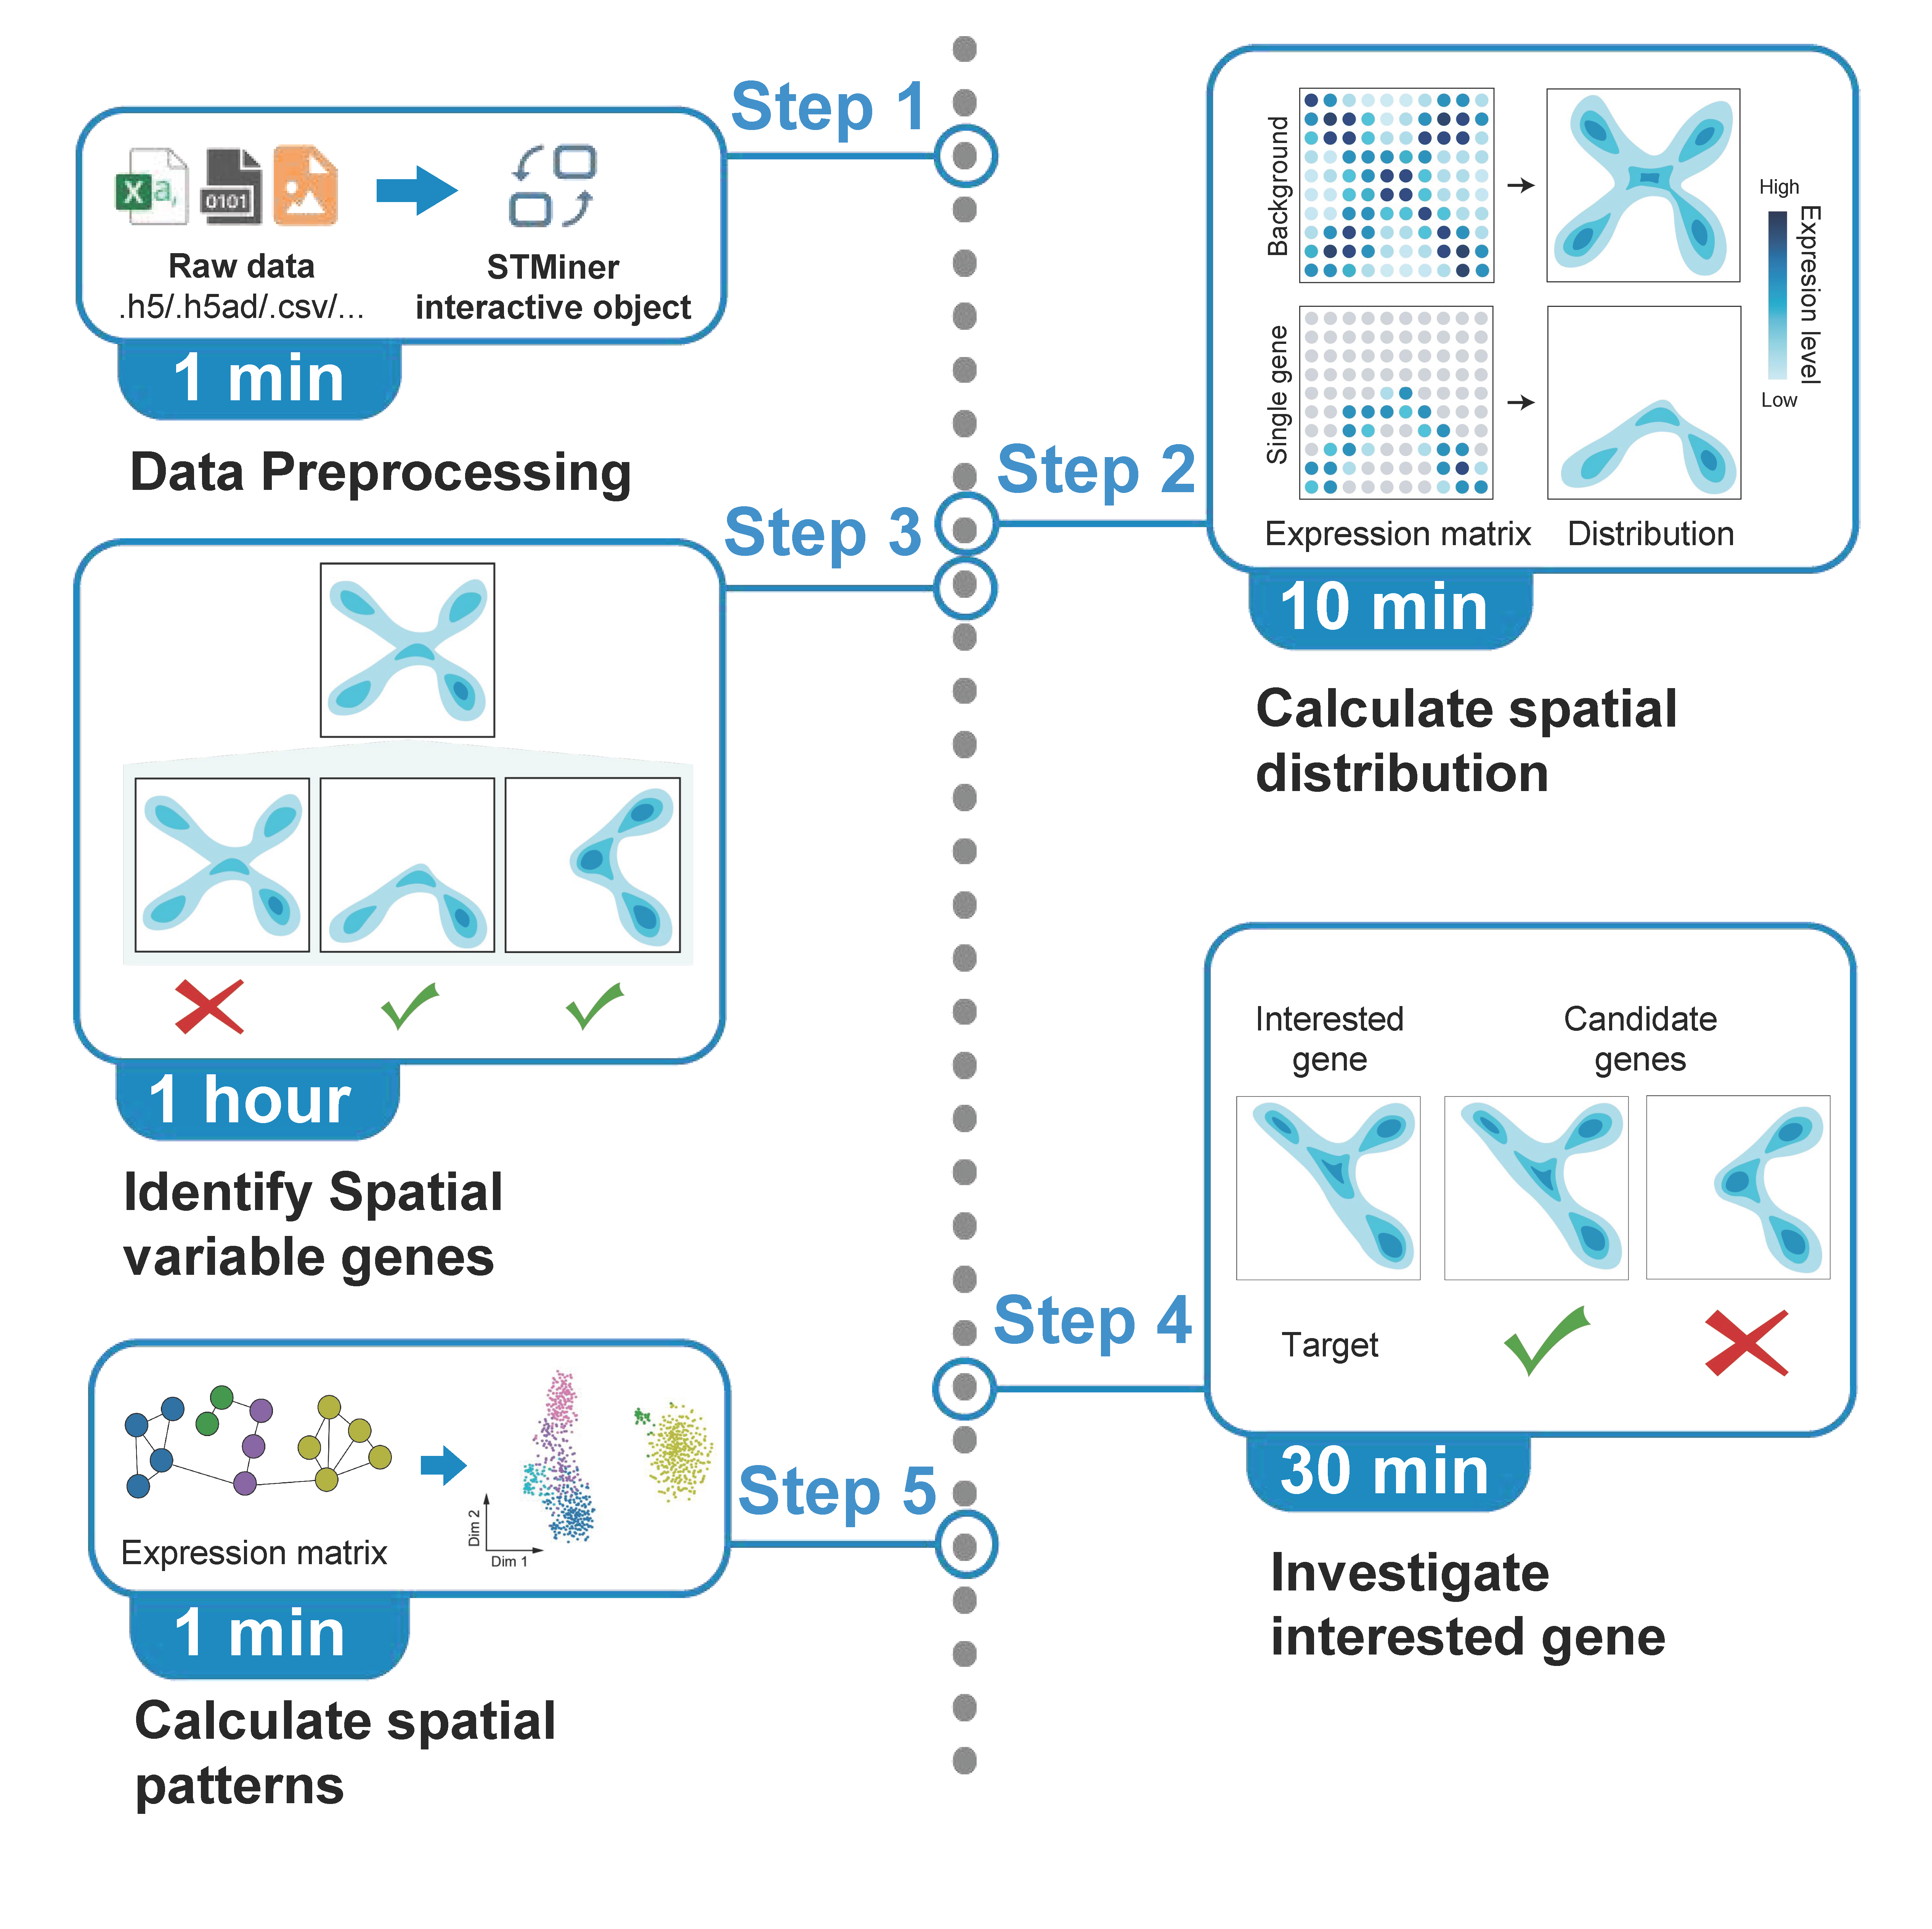 Step 1
X a,
0101
Raw data
.h5/.h5ad/.csv/...
STMiner
interactive object
1 min
Data Preprocessing
Step 2
Background
Single gene
High
Expresion level
Low
Expression matrix
Distribution
10 min
Calculate spatial
distribution
Step 3
1 hour
Identify Spatial
variable genes
Step 4
Interested
gene
Candidate
genes
Target
30 min
Investigate
interested gene
Step 5
Expression matrix
Dim 2
Dim 1
1 min
Calculate spatial
patterns